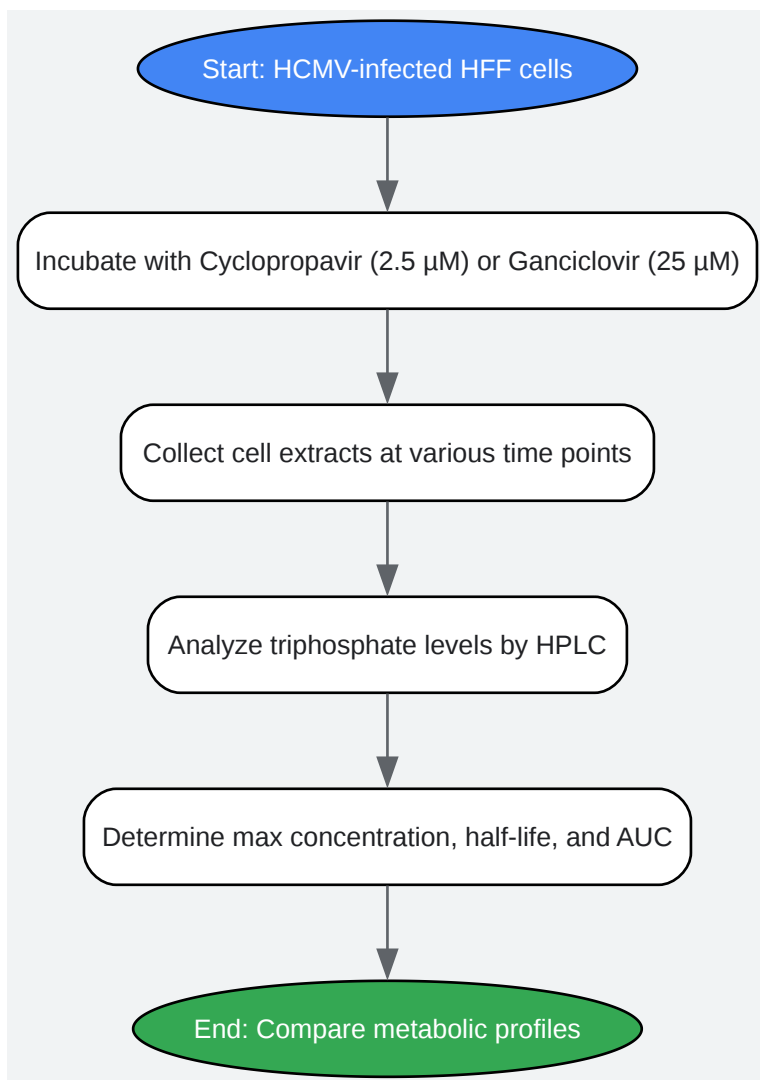 Start: HCMV-infected HFF cells
Incubate with Cyclopropavir (2.5 µM) or Ganciclovir (25 µM)
Collect cell extracts at various time points
Analyze triphosphate levels by HPLC
Determine max concentration, half-life, and AUC
End: Compare metabolic profiles